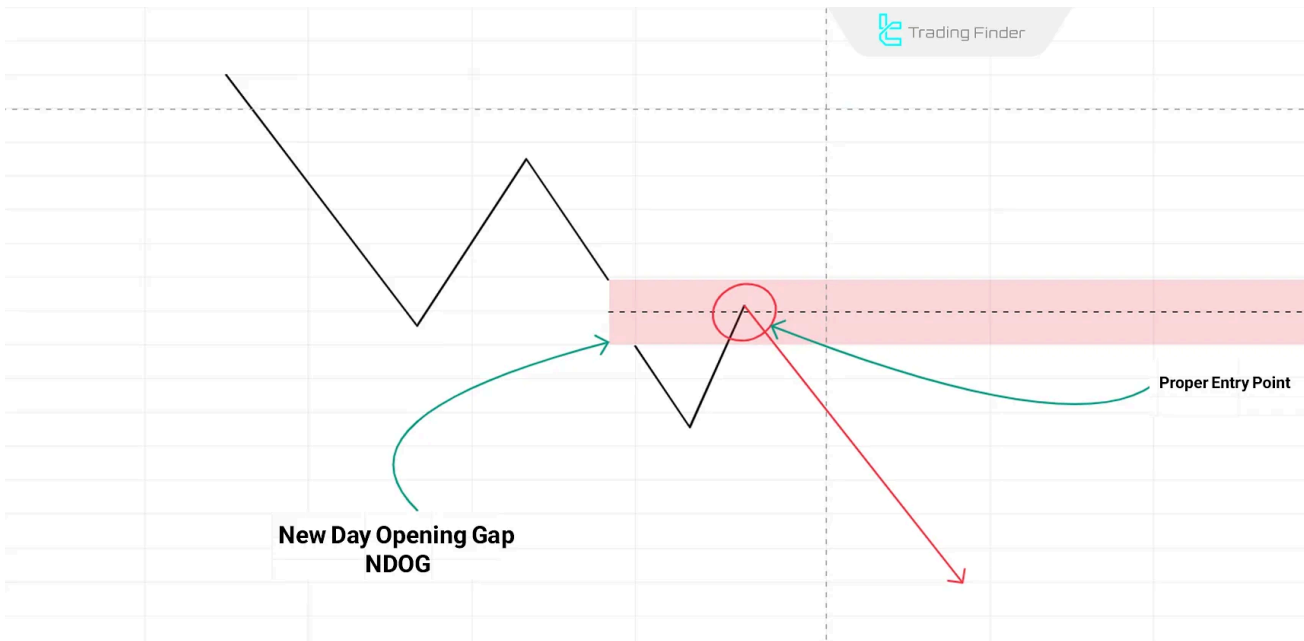 Trading Finder
Proper Entry Point
New Day Opening Gap
NDOG